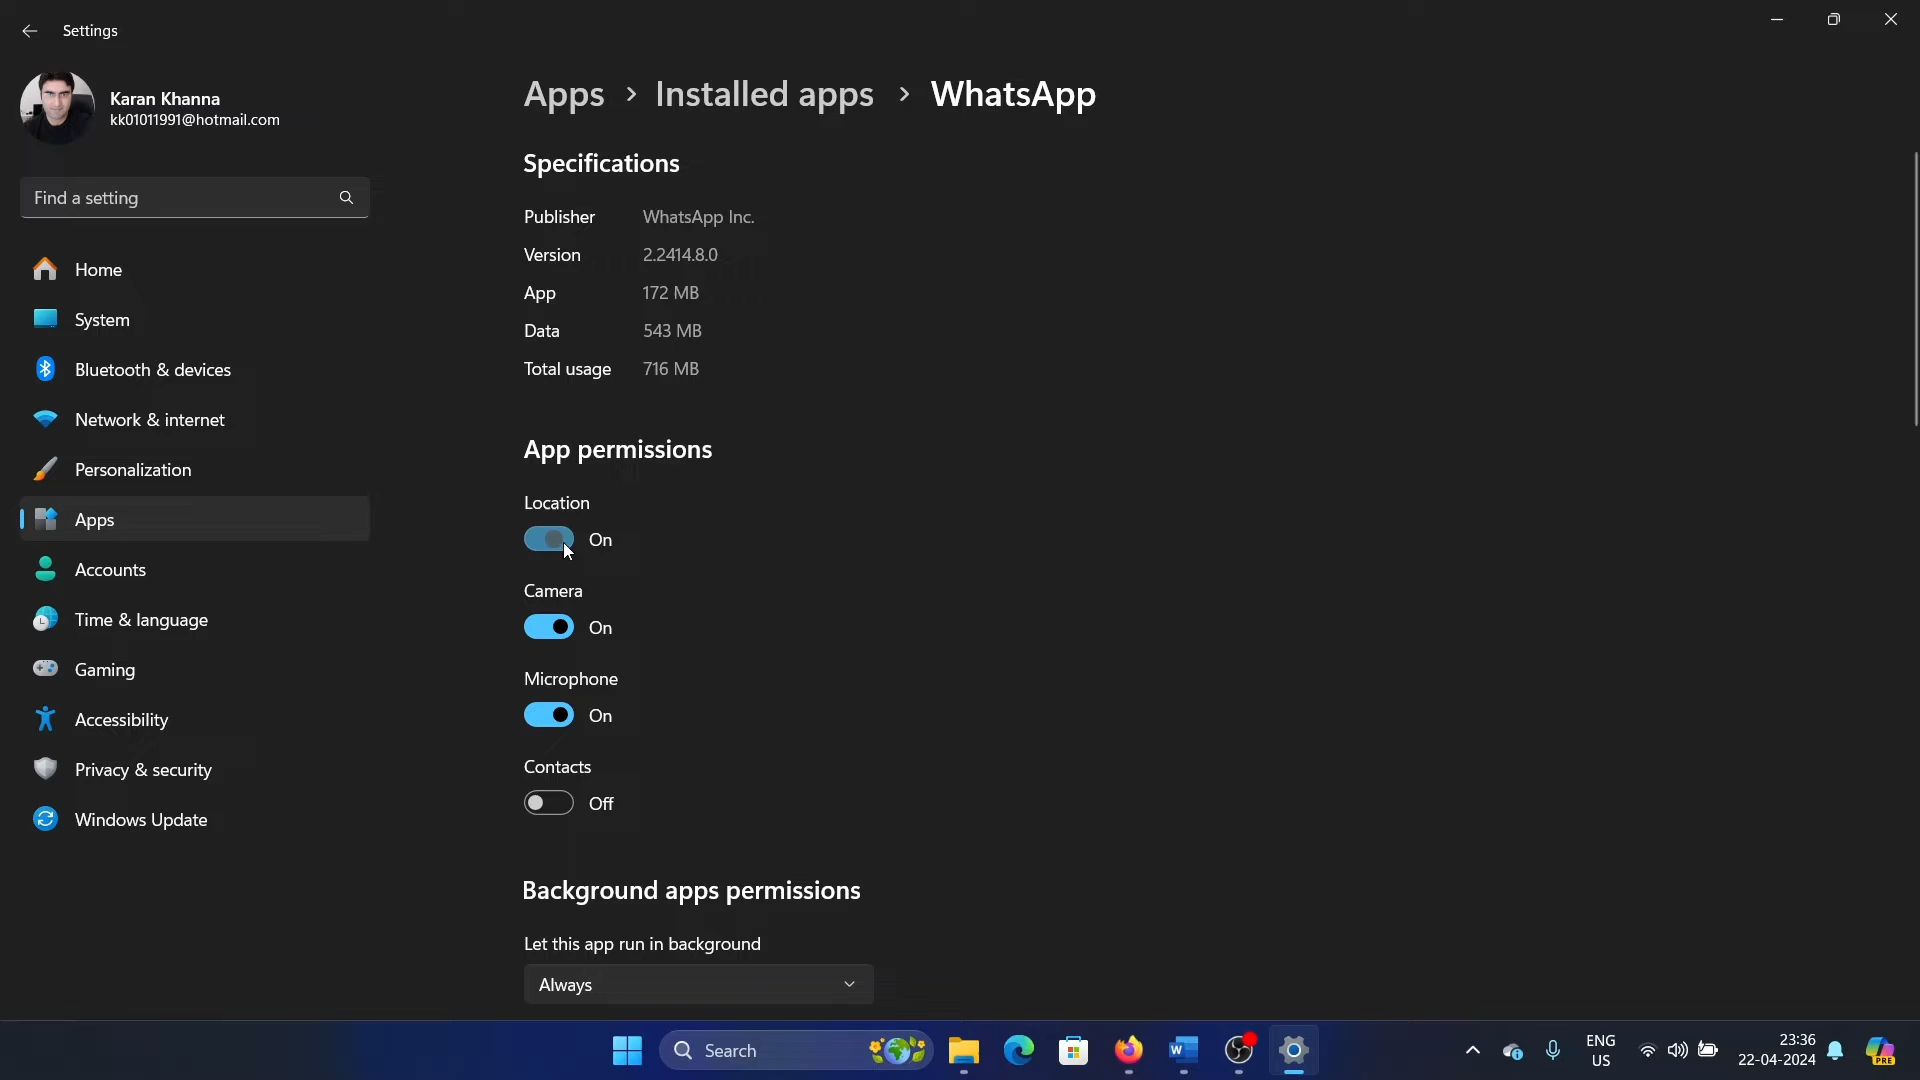 Settings
Karan Khanna
kk01011991@hotmail.com
Find a setting
Home
System
Bluetooth & devices
Network & internet
Personalization
Apps
Accounts
Time & language
Gaming
Accessibility
Privacy & security
Windows Update
Apps > Installed apps > WhatsApp
Specifications
Publisher WhatsApp Inc.
Version 2.2414.8.0
App 172 MB
Data 543 MB
Total usage 716 MB
App permissions
Location
On
Camera
On
Microphone
On
Contacts
Off
Background apps permissions
Let this app run in background
Always
Search
W
ENG
US
23:36
22-04-2024
PRE